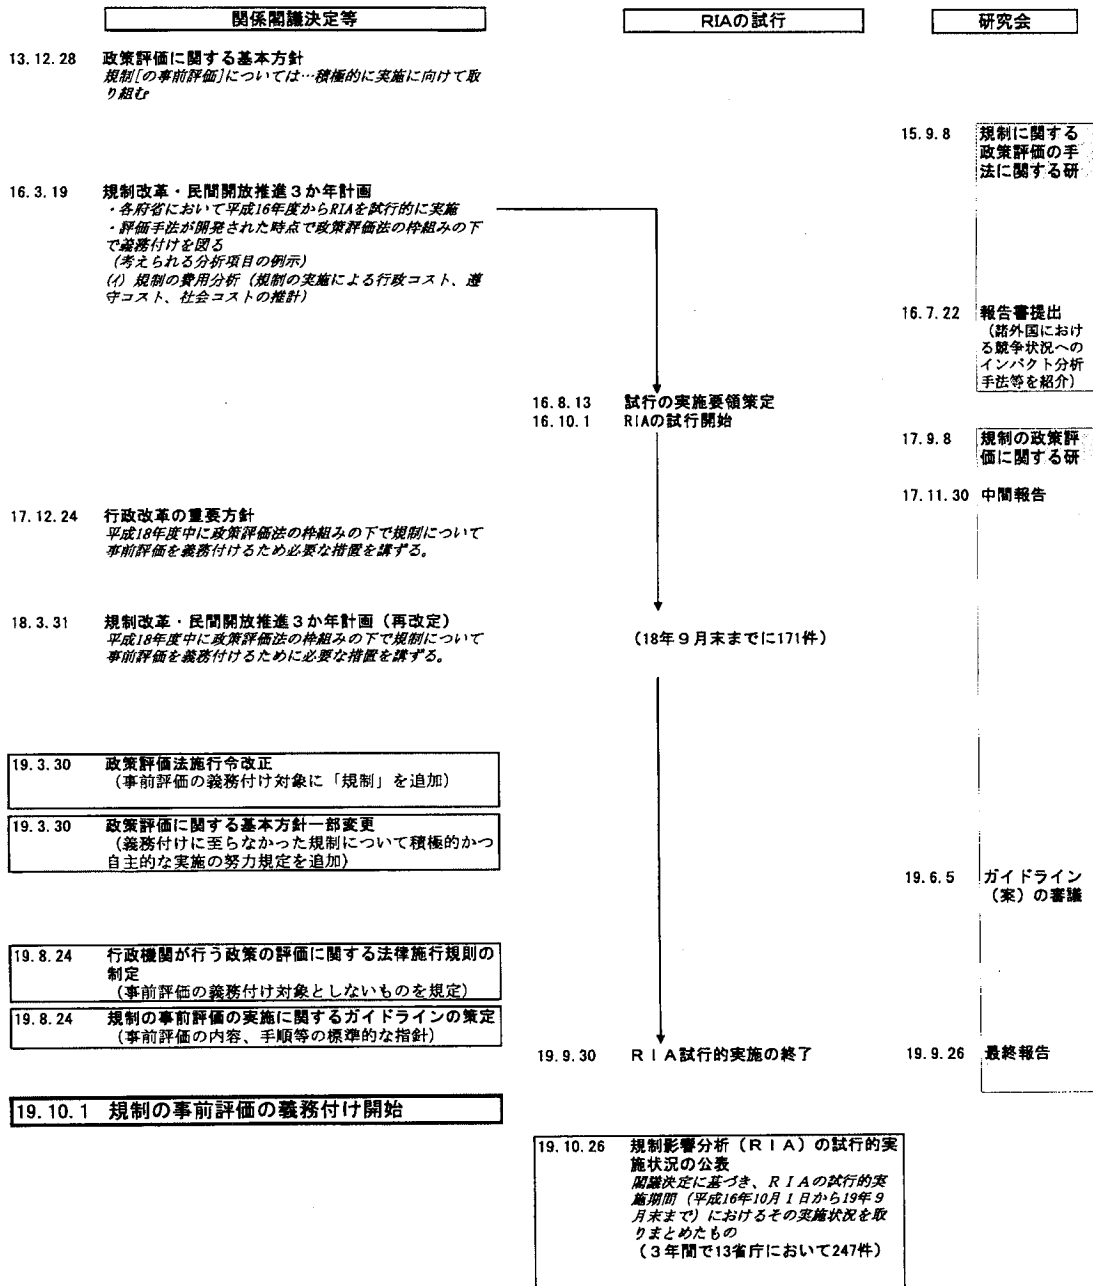 関係閣議決定等
13.12.28 政策評価に関する基本方針
規制[の事前評価]については…積極的に実施に向けて取
り組む
16.3.19 規制改革・民間開放推進３か年計画
・各府省において平成16年度からRIAを試行的に実施
・評価手法が開発された時点で政策評価法の枠組みの下
で義務付けを図る
（考えられる分析項目の例示）
(ｲ) 規制の費用分析（規制の実施による行政コスト、遵
守コスト、社会コストの推計）
17.12.24 行政改革の重要方針
平成18年度中に政策評価法の枠組みの下で規制について
事前評価を義務付けるため必要な措置を講ずる。
18.3.31 規制改革・民間開放推進３か年計画（再改定）
平成18年度中に政策評価法の枠組みの下で規制について
事前評価を義務付けるために必要な措置を講ずる。
19.3.30 政策評価法施行令改正
（事前評価の義務付け対象に「規制」を追加）
19.3.30 政策評価に関する基本方針一部変更
（義務付けに至らなかった規制について積極的かつ
自主的な実施の努力規定を追加）
19.8.24 行政機関が行う政策の評価に関する法律施行規則の
制定
（事前評価の義務付け対象としないものを規定）
19.8.24 規制の事前評価の実施に関するガイドラインの策定
（事前評価の内容、手順等の標準的な指針）
19.10.1 規制の事前評価の義務付け開始
RIAの試行
16.8.13 試行の実施要領策定
16.10.1 RIAの試行開始
（18年９月末までに171件）
19.9.30 ＲＩＡ試行的実施の終了
19.10.26 規制影響分析（ＲＩＡ）の試行的実
施状況の公表
閣議決定に基づき、ＲＩＡの試行的実
施期間（平成16年10月１日から19年９
月末まで）におけるその実施状況を取
りまとめたもの
（３年間で13省庁において247件）
研究会
15.9.8 規制に関する
政策評価の手
法に関する研
16.7.22 報告書提出
（諸外国におけ
る競争状況への
インパクト分析
手法等を紹介）
17.9.8 規制の政策評
価に関する研
17.11.30 中間報告
19.6.5 ガイドライン
（案）の審議
19.9.26 最終報告